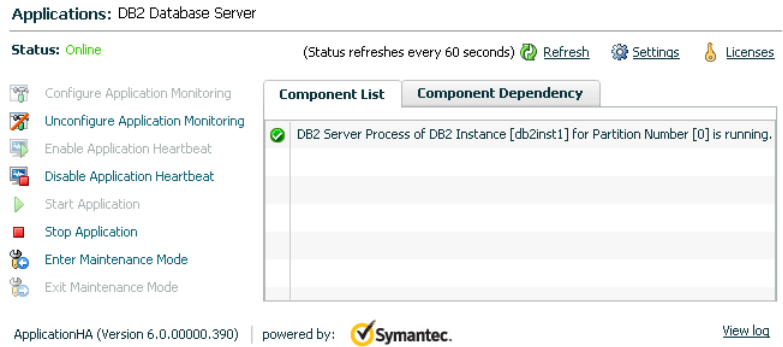 Applications: DB2 Database Server
Status: Online
(Status refreshes every 60 seconds) Refresh Settings Licenses
Configure Application Monitoring
Unconfigure Application Monitoring
Enable Application Heartbeat
Disable Application Heartbeat
Start Application
Stop Application
Enter Maintenance Mode
Exit Maintenance Mode
Component List Component Dependency
DB2 Server Process of DB2 Instance [db2inst1] for Partition Number [0] is running.
ApplicationHA (Version 6.0.00000.390) powered by: Symantec. View log